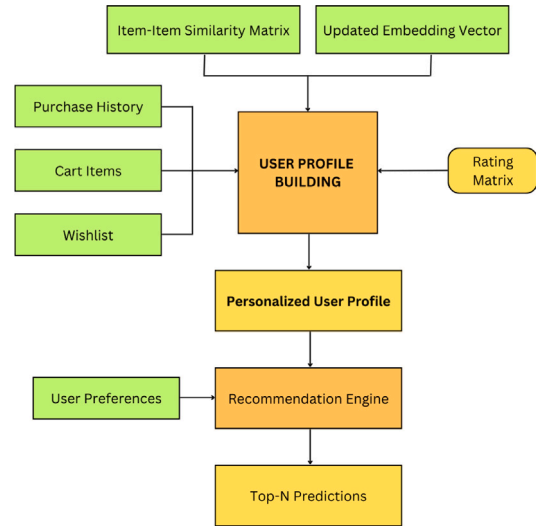 Item-Item Similarity Matrix
Updated Embedding Vector
Purchase History
Cart Items
Wishlist
USER PROFILE
BUILDING
Rating
Matrix
Personalized User Profile
User Preferences
Recommendation Engine
Top-N Predictions